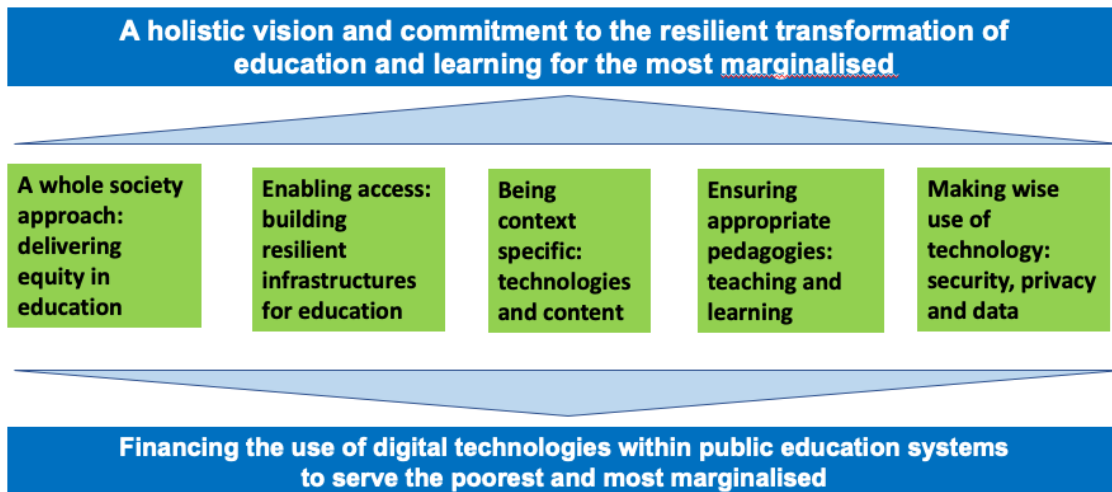 A holistic vision and commitment to the resilient transformation of
education and learning for the most marginalised
A whole society
approach:
delivering
equity in
education
Enabling access:
building
resilient
infrastructures
for education
Being
context
specific:
technologies
and content
Ensuring
appropriate
pedagogies:
teaching and
learning
Making wise
use of
technology:
security, privacy
and data
Financing the use of digital technologies within public education systems
to serve the poorest and most marginalised